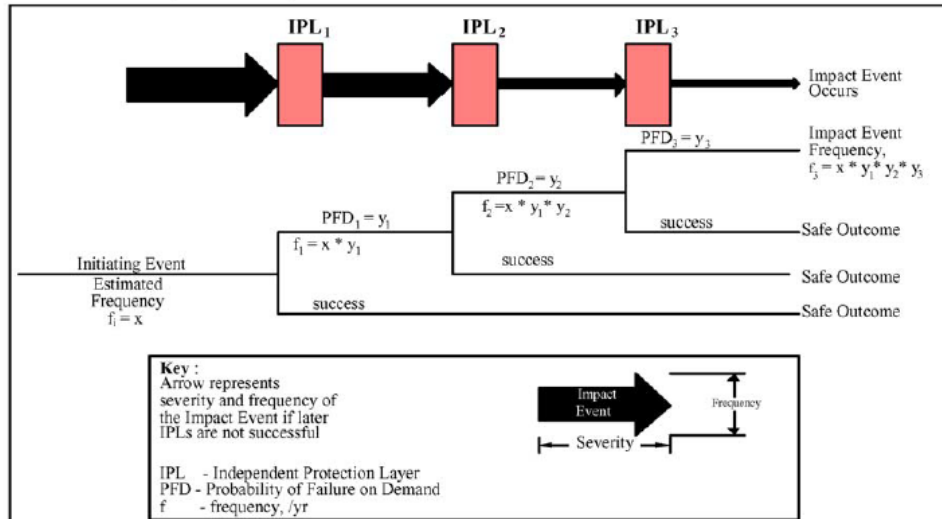 IPL₁ IPL₂ IPL₃
Impact Event
Occurs
PFD₃ = y₃
Impact Event
Frequency,
f₃ = x * y₁* y₂* y₃
PFD₂ = y₂
f₂ =x * y₁* y₂
PFD₁ = y₁
f₁ = x * y₁
success
Safe Outcome
Initiating Event
Estimated
Frequency
fᵢ = x
success
Safe Outcome
success
Safe Outcome
Key :
Arrow represents
severity and frequency of
the Impact Event if later
IPLs are not successful
Impact
Event
Frequency
Severity
IPL - Independent Protection Layer
PFD - Probability of Failure on Demand
f - frequency, /yr